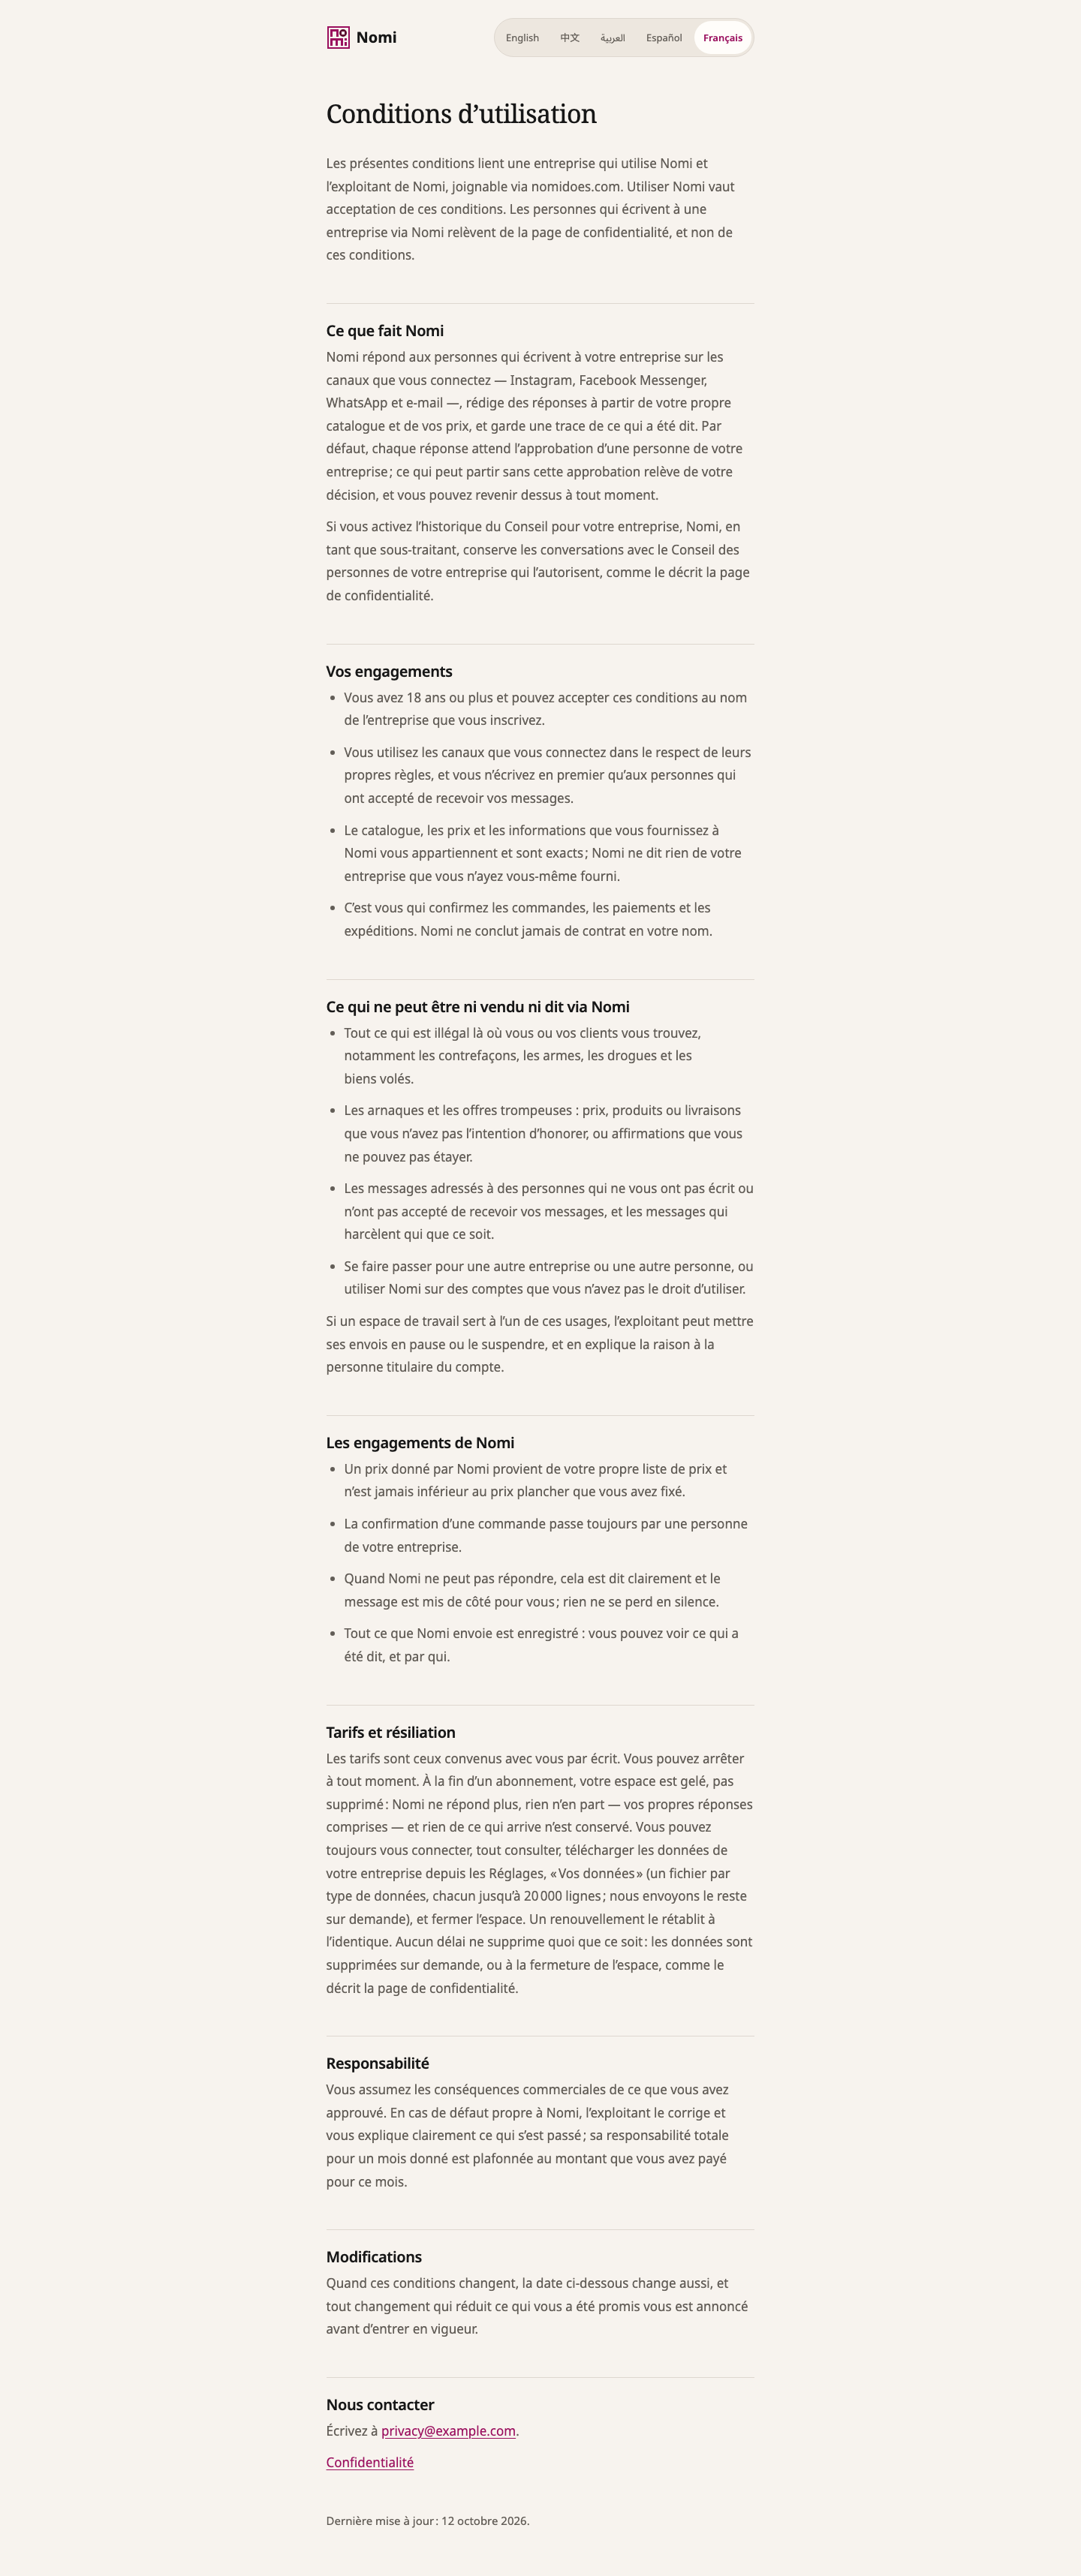 Nomi
English 中文 العربية Español Français
Conditions d’utilisation
Les présentes conditions lient une entreprise qui utilise Nomi et
l’exploitant de Nomi, joignable via nomidoes.com. Utiliser Nomi vaut
acceptation de ces conditions. Les personnes qui écrivent à une
entreprise via Nomi relèvent de la page de confidentialité, et non de
ces conditions.
Ce que fait Nomi
Nomi répond aux personnes qui écrivent à votre entreprise sur les
canaux que vous connectez — Instagram, Facebook Messenger,
WhatsApp et e-mail —, rédige des réponses à partir de votre propre
catalogue et de vos prix, et garde une trace de ce qui a été dit. Par
défaut, chaque réponse attend l’approbation d’une personne de votre
entreprise ; ce qui peut partir sans cette approbation relève de votre
décision, et vous pouvez revenir dessus à tout moment.
Si vous activez l’historique du Conseil pour votre entreprise, Nomi, en
tant que sous-traitant, conserve les conversations avec le Conseil des
personnes de votre entreprise qui l’autorisent, comme le décrit la page
de confidentialité.
Vos engagements
• Vous avez 18 ans ou plus et pouvez accepter ces conditions au nom
de l’entreprise que vous inscrivez.
• Vous utilisez les canaux que vous connectez dans le respect de leurs
propres règles, et vous n’écrivez en premier qu’aux personnes qui
ont accepté de recevoir vos messages.
• Le catalogue, les prix et les informations que vous fournissez à
Nomi vous appartiennent et sont exacts ; Nomi ne dit rien de votre
entreprise que vous n’ayez vous-même fourni.
• C’est vous qui confirmez les commandes, les paiements et les
expéditions. Nomi ne conclut jamais de contrat en votre nom.
Ce qui ne peut être ni vendu ni dit via Nomi
• Tout ce qui est illégal là où vous ou vos clients vous trouvez,
notamment les contrefaçons, les armes, les drogues et les
biens volés.
• Les arnaques et les offres trompeuses : prix, produits ou livraisons
que vous n’avez pas l’intention d’honorer, ou affirmations que vous
ne pouvez pas étayer.
• Les messages adressés à des personnes qui ne vous ont pas écrit ou
n’ont pas accepté de recevoir vos messages, et les messages qui
harcèlent qui que ce soit.
• Se faire passer pour une autre entreprise ou une autre personne, ou
utiliser Nomi sur des comptes que vous n’avez pas le droit d’utiliser.
Si un espace de travail sert à l’un de ces usages, l’exploitant peut mettre
ses envois en pause ou le suspendre, et en explique la raison à la
personne titulaire du compte.
Les engagements de Nomi
• Un prix donné par Nomi provient de votre propre liste de prix et
n’est jamais inférieur au prix plancher que vous avez fixé.
• La confirmation d’une commande passe toujours par une personne
de votre entreprise.
• Quand Nomi ne peut pas répondre, cela est dit clairement et le
message est mis de côté pour vous ; rien ne se perd en silence.
• Tout ce que Nomi envoie est enregistré : vous pouvez voir ce qui a
été dit, et par qui.
Tarifs et résiliation
Les tarifs sont ceux convenus avec vous par écrit. Vous pouvez arrêter
à tout moment. À la fin d’un abonnement, votre espace est gelé, pas
supprimé : Nomi ne répond plus, rien n’en part — vos propres réponses
comprises — et rien de ce qui arrive n’est conservé. Vous pouvez
toujours vous connecter, tout consulter, télécharger les données de
votre entreprise depuis les Réglages, « Vos données » (un fichier par
type de données, chacun jusqu’à 20 000 lignes ; nous envoyons le reste
sur demande), et fermer l’espace. Un renouvellement le rétablit à
l’identique. Aucun délai ne supprime quoi que ce soit : les données sont
supprimées sur demande, ou à la fermeture de l’espace, comme le
décrit la page de confidentialité.
Responsabilité
Vous assumez les conséquences commerciales de ce que vous avez
approuvé. En cas de défaut propre à Nomi, l’exploitant le corrige et
vous explique clairement ce qui s’est passé ; sa responsabilité totale
pour un mois donné est plafonnée au montant que vous avez payé
pour ce mois.
Modifications
Quand ces conditions changent, la date ci-dessous change aussi, et
tout changement qui réduit ce qui vous a été promis vous est annoncé
avant d’entrer en vigueur.
Nous contacter
Écrivez à privacy@example.com.
Confidentialité
Dernière mise à jour : 12 octobre 2026.